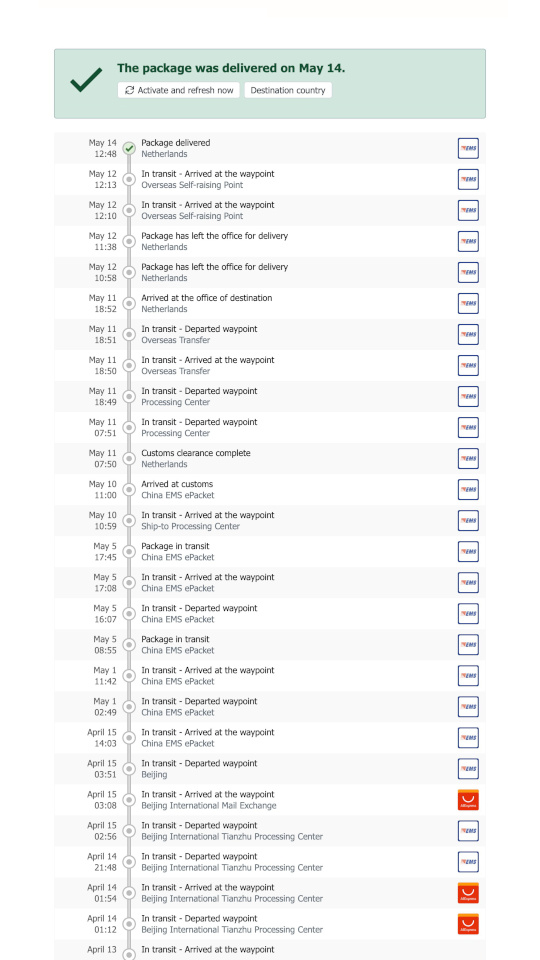 The package was delivered on May 14.
Activate and refresh now
Destination country
May 14
12:48
Package delivered
Netherlands
EMS
May 12
12:13
In transit - Arrived at the waypoint
Overseas Self-raising Point
EMS
May 12
12:10
In transit - Arrived at the waypoint
Overseas Self-raising Point
EMS
May 12
11:38
Package has left the office for delivery
Netherlands
EMS
May 12
10:58
Package has left the office for delivery
Netherlands
EMS
May 11
18:52
Arrived at the office of destination
Netherlands
EMS
May 11
18:51
In transit - Departed waypoint
Overseas Transfer
EMS
May 11
18:50
In transit - Arrived at the waypoint
Overseas Transfer
EMS
May 11
18:49
In transit - Departed waypoint
Processing Center
EMS
May 11
07:51
In transit - Departed waypoint
Processing Center
EMS
May 11
07:50
Customs clearance complete
Netherlands
EMS
May 10
11:00
Arrived at customs
China EMS ePacket
EMS
May 10
10:59
In transit - Arrived at the waypoint
Ship-to Processing Center
EMS
May 5
17:45
Package in transit
China EMS ePacket
EMS
May 5
17:08
In transit - Arrived at the waypoint
China EMS ePacket
EMS
May 5
16:07
In transit - Departed waypoint
China EMS ePacket
EMS
May 5
08:55
Package in transit
China EMS ePacket
EMS
May 1
11:42
In transit - Arrived at the waypoint
China EMS ePacket
EMS
May 1
02:49
In transit - Departed waypoint
China EMS ePacket
EMS
April 15
14:03
In transit - Arrived at the waypoint
China EMS ePacket
EMS
April 15
03:51
In transit - Departed waypoint
Beijing
EMS
April 15
03:08
In transit - Arrived at the waypoint
Beijing International Mail Exchange
AliExpress
April 15
02:56
In transit - Departed waypoint
Beijing International Tianzhu Processing Center
EMS
April 14
21:48
In transit - Departed waypoint
Beijing International Tianzhu Processing Center
EMS
April 14
01:54
In transit - Arrived at the waypoint
Beijing International Tianzhu Processing Center
AliExpress
April 14
01:12
In transit - Departed waypoint
Beijing International Tianzhu Processing Center
AliExpress
April 13
In transit - Arrived at the waypoint